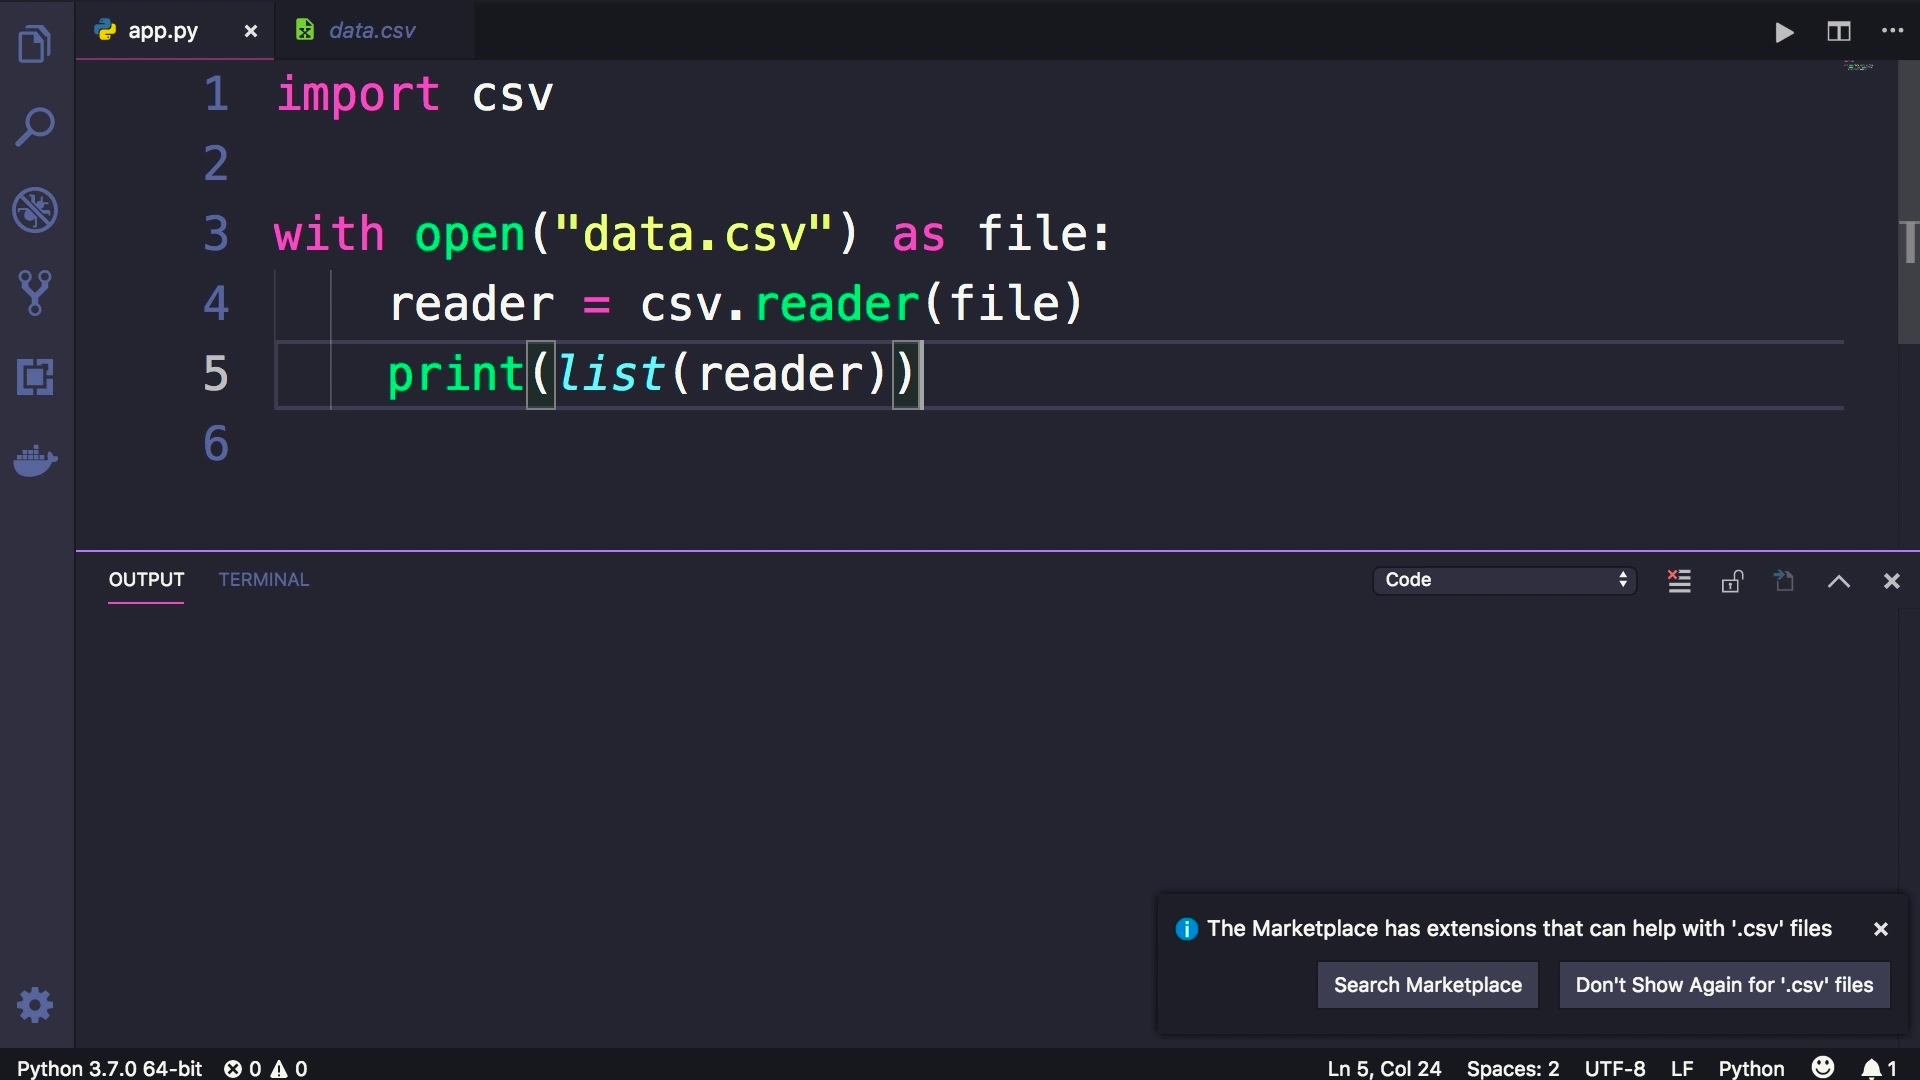 app.py
data.csv
1 import csv
2
3 with open("data.csv") as file:
4 reader = csv.reader(file)
5 print(list(reader))
6
OUTPUT TERMINAL Code
The Marketplace has extensions that can help with '.csv' files
Search Marketplace Don't Show Again for '.csv' files
Python 3.7.0 64-bit 0 0 Ln 5, Col 24 Spaces: 2 UTF-8 LF Python 1